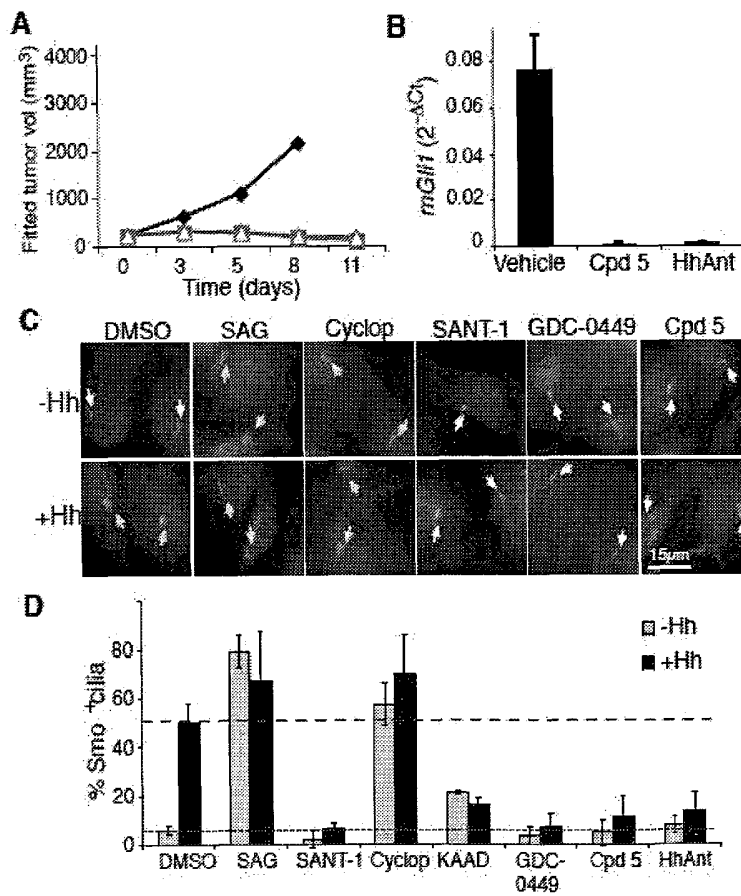 A
Fitted tumor vol (mm³)
4000
3000
2000
1000
0
0 3 5 8 11
Time (days)
B
mGli1 (2^-ΔCt)
0.08
0.06
0.04
0.02
0
Vehicle Cpd 5 HhAnt
C
DMSO SAG Cyclop SANT-1 GDC-0449 Cpd 5
-Hh
+Hh
15µm
D
% Smo⁺cilia
80
60
40
20
0
-Hh
+Hh
DMSO SAG SANT-1 Cyclop KAAD GDC-0449 Cpd 5 HhAnt